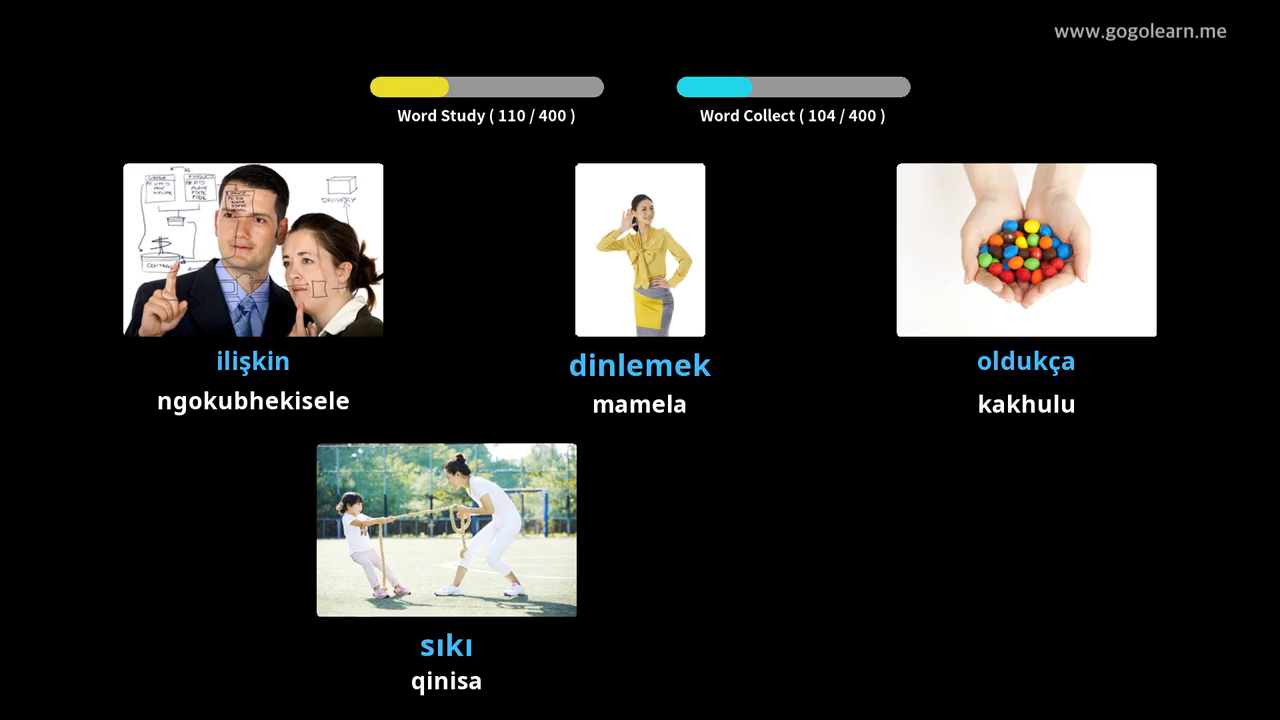 www.gogolearn.me
Word Study ( 110 / 400 )
Word Collect ( 104 / 400 )
DELIVERY
ilişkin
ngokubhekisele
dinlemek
mamela
oldukça
kakhulu
sıkı
qinisa